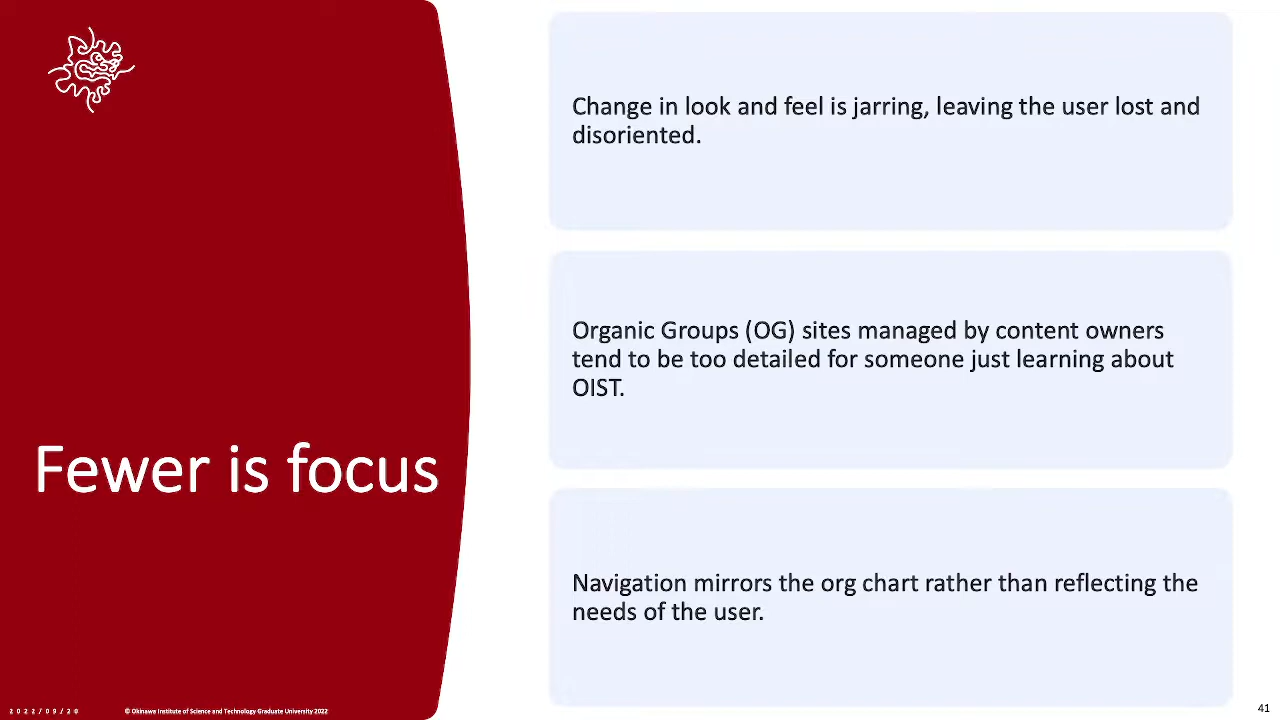 Fewer is focus
Change in look and feel is jarring, leaving the user lost and
disoriented.
Organic Groups (OG) sites managed by content owners
tend to be too detailed for someone just learning about
OIST.
Navigation mirrors the org chart rather than reflecting the
needs of the user.
2022/09/20
© Okinawa Institute of Science and Technology Graduate University 2022
41